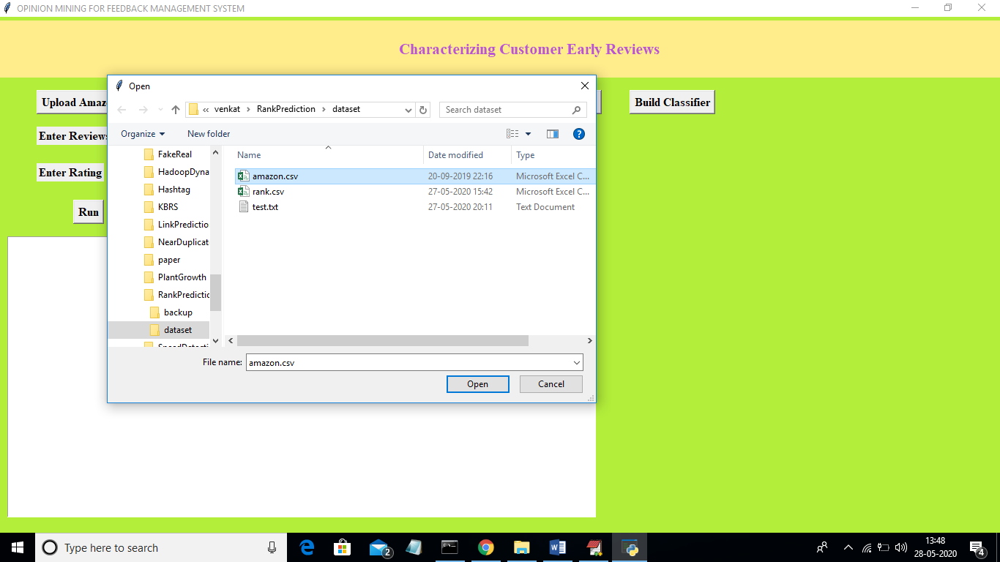 OPINION MINING FOR FEEDBACK MANAGEMENT SYSTEM
Characterizing Customer Early Reviews
Upload Amaz
Build Classifier
Enter Reviews
Enter Rating
Run
Open
« venkat > RankPrediction > dataset
Search dataset
Organize
New folder
FakeReal
HadoopDyna
Hashtag
KBRS
LinkPredictio
NearDuplicat
paper
PlantGrowth
RankPredictic
backup
dataset
SpeedDetecti
Name Date modified Type
amazon.csv 20-09-2019 22:16 Microsoft Excel C...
rank.csv 27-05-2020 15:42 Microsoft Excel C...
test.txt 27-05-2020 20:11 Text Document
File name: amazon.csv
Open Cancel
Type here to search
2
13:48
28-05-2020
4